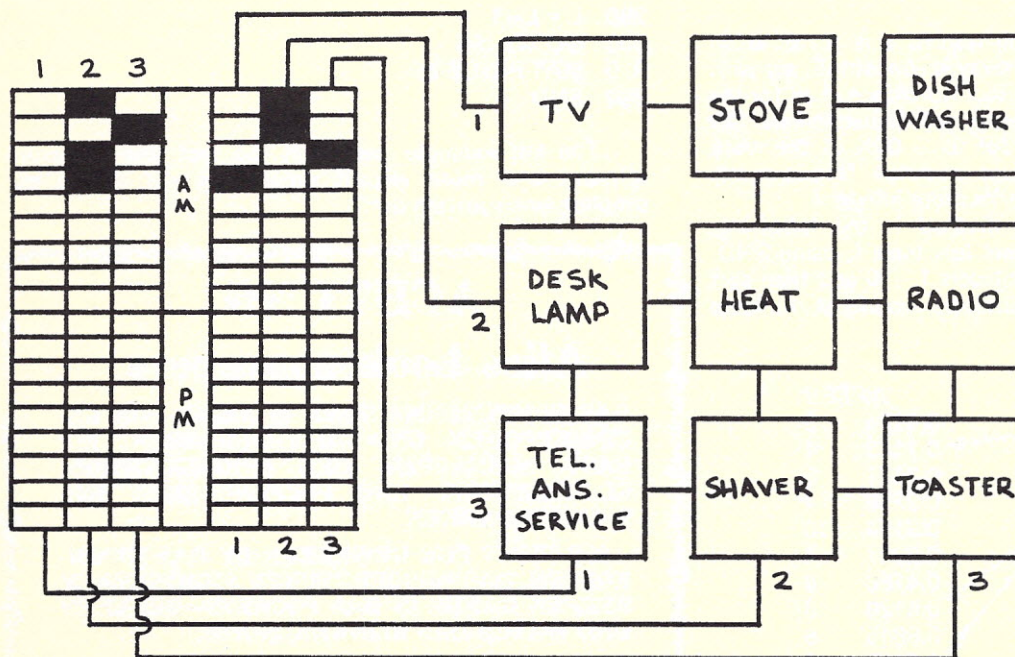 1 2 3
A
M
P
M
1 2 3
1
TV
STOVE
DISH
WASHER
2
DESK
LAMP
HEAT
RADIO
3
TEL.
ANS.
SERVICE
SHAVER
TOASTER
1
2
3